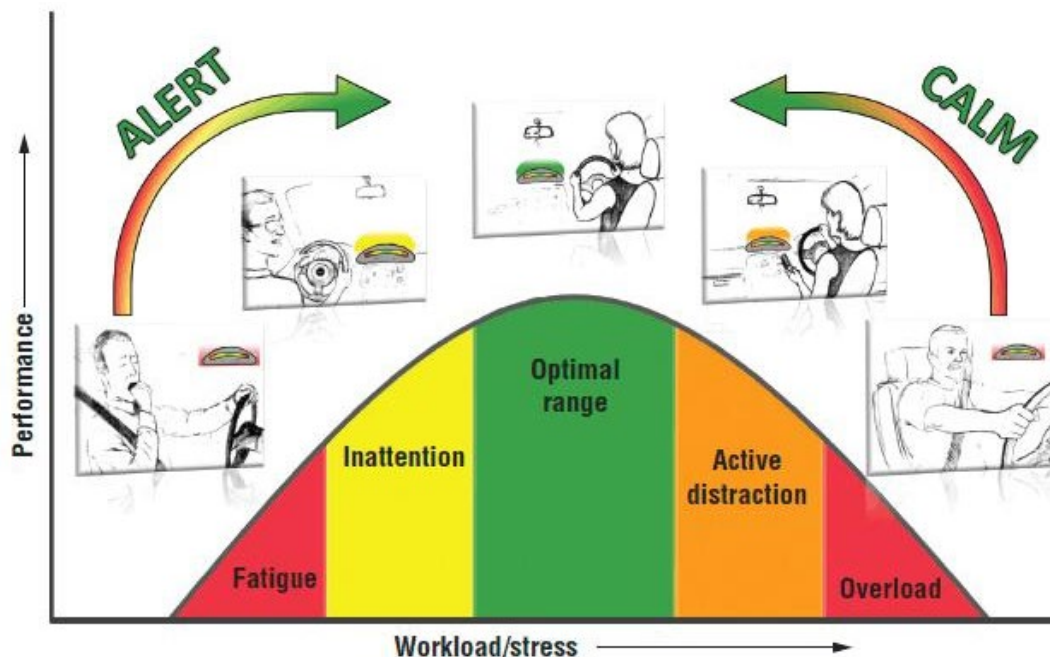 ALERT
CALM
Performance
Optimal
range
Inattention
Active
distraction
Fatigue
Overload
Workload/stress